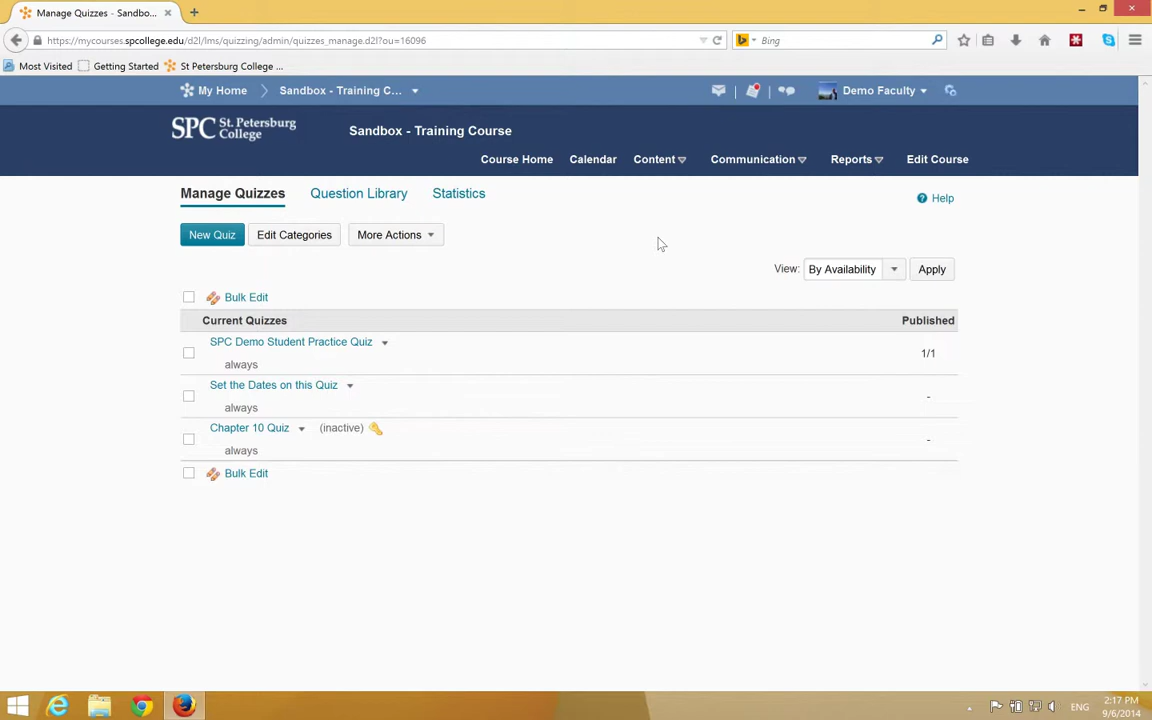 Manage Quizzes - Sandbo...
https://mycourses.spcollege.edu/d2l/lms/quizzing/admin/quizzes_manage.d2l?ou=16096
Bing
Most Visited
Getting Started
St Petersburg College ...
My Home
Sandbox - Training C...
Demo Faculty
SPC St. Petersburg College
Sandbox - Training Course
Course Home
Calendar
Content
Communication
Reports
Edit Course
Manage Quizzes
Question Library
Statistics
Help
New Quiz
Edit Categories
More Actions
View: By Availability
Apply
Bulk Edit
Current Quizzes
Published
SPC Demo Student Practice Quiz
1/1
always
Set the Dates on this Quiz
-
always
Chapter 10 Quiz (inactive)
-
always
Bulk Edit
ENG
2:17 PM
9/6/2014